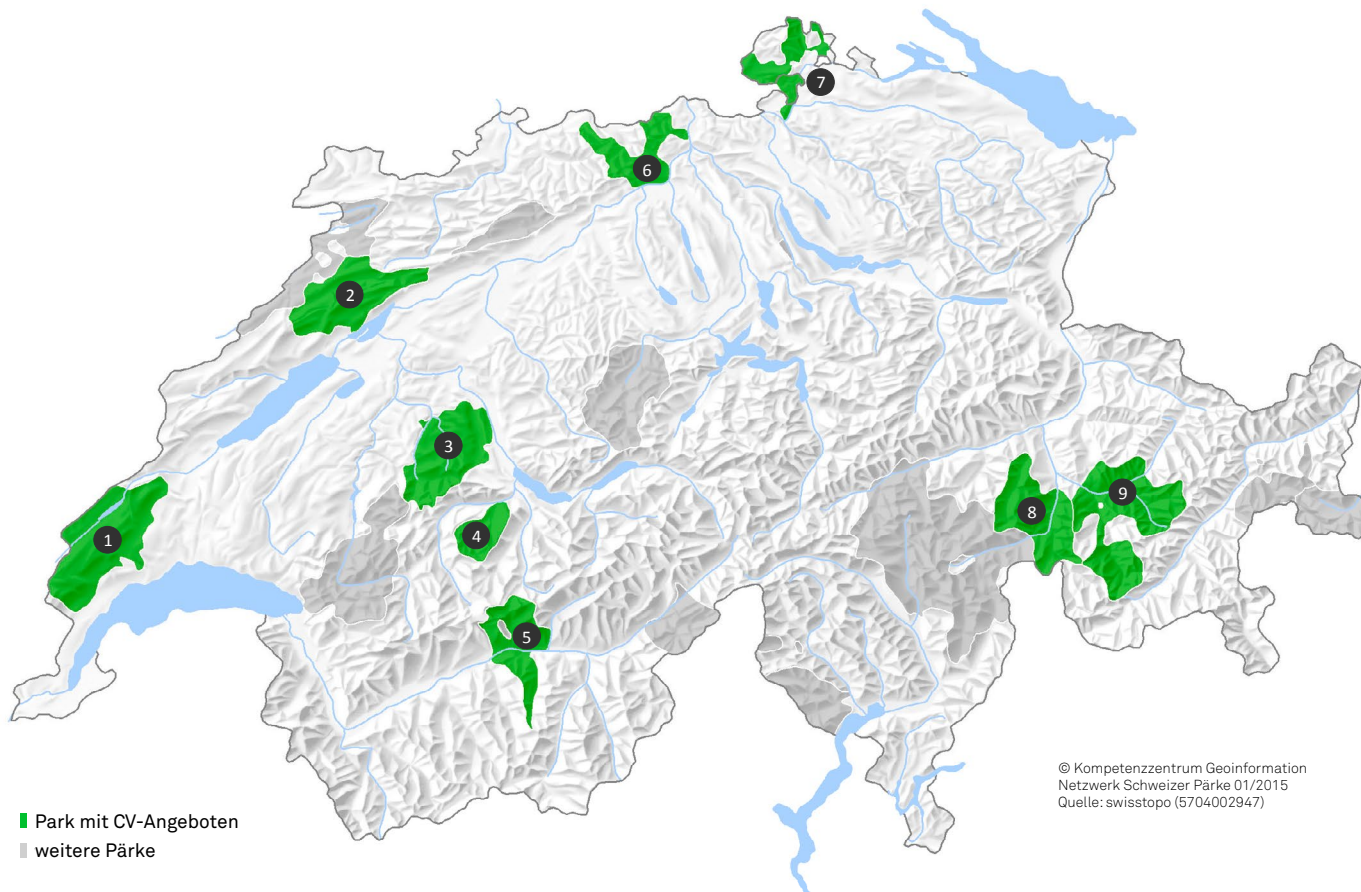 7
6
2
3
9
8
1
4
5
© Kompetenzzentrum Geoinformation
Netzwerk Schweizer Pärke 01/2015
Quelle: swisstopo (5704002947)
Park mit CV-Angeboten
weitere Pärke